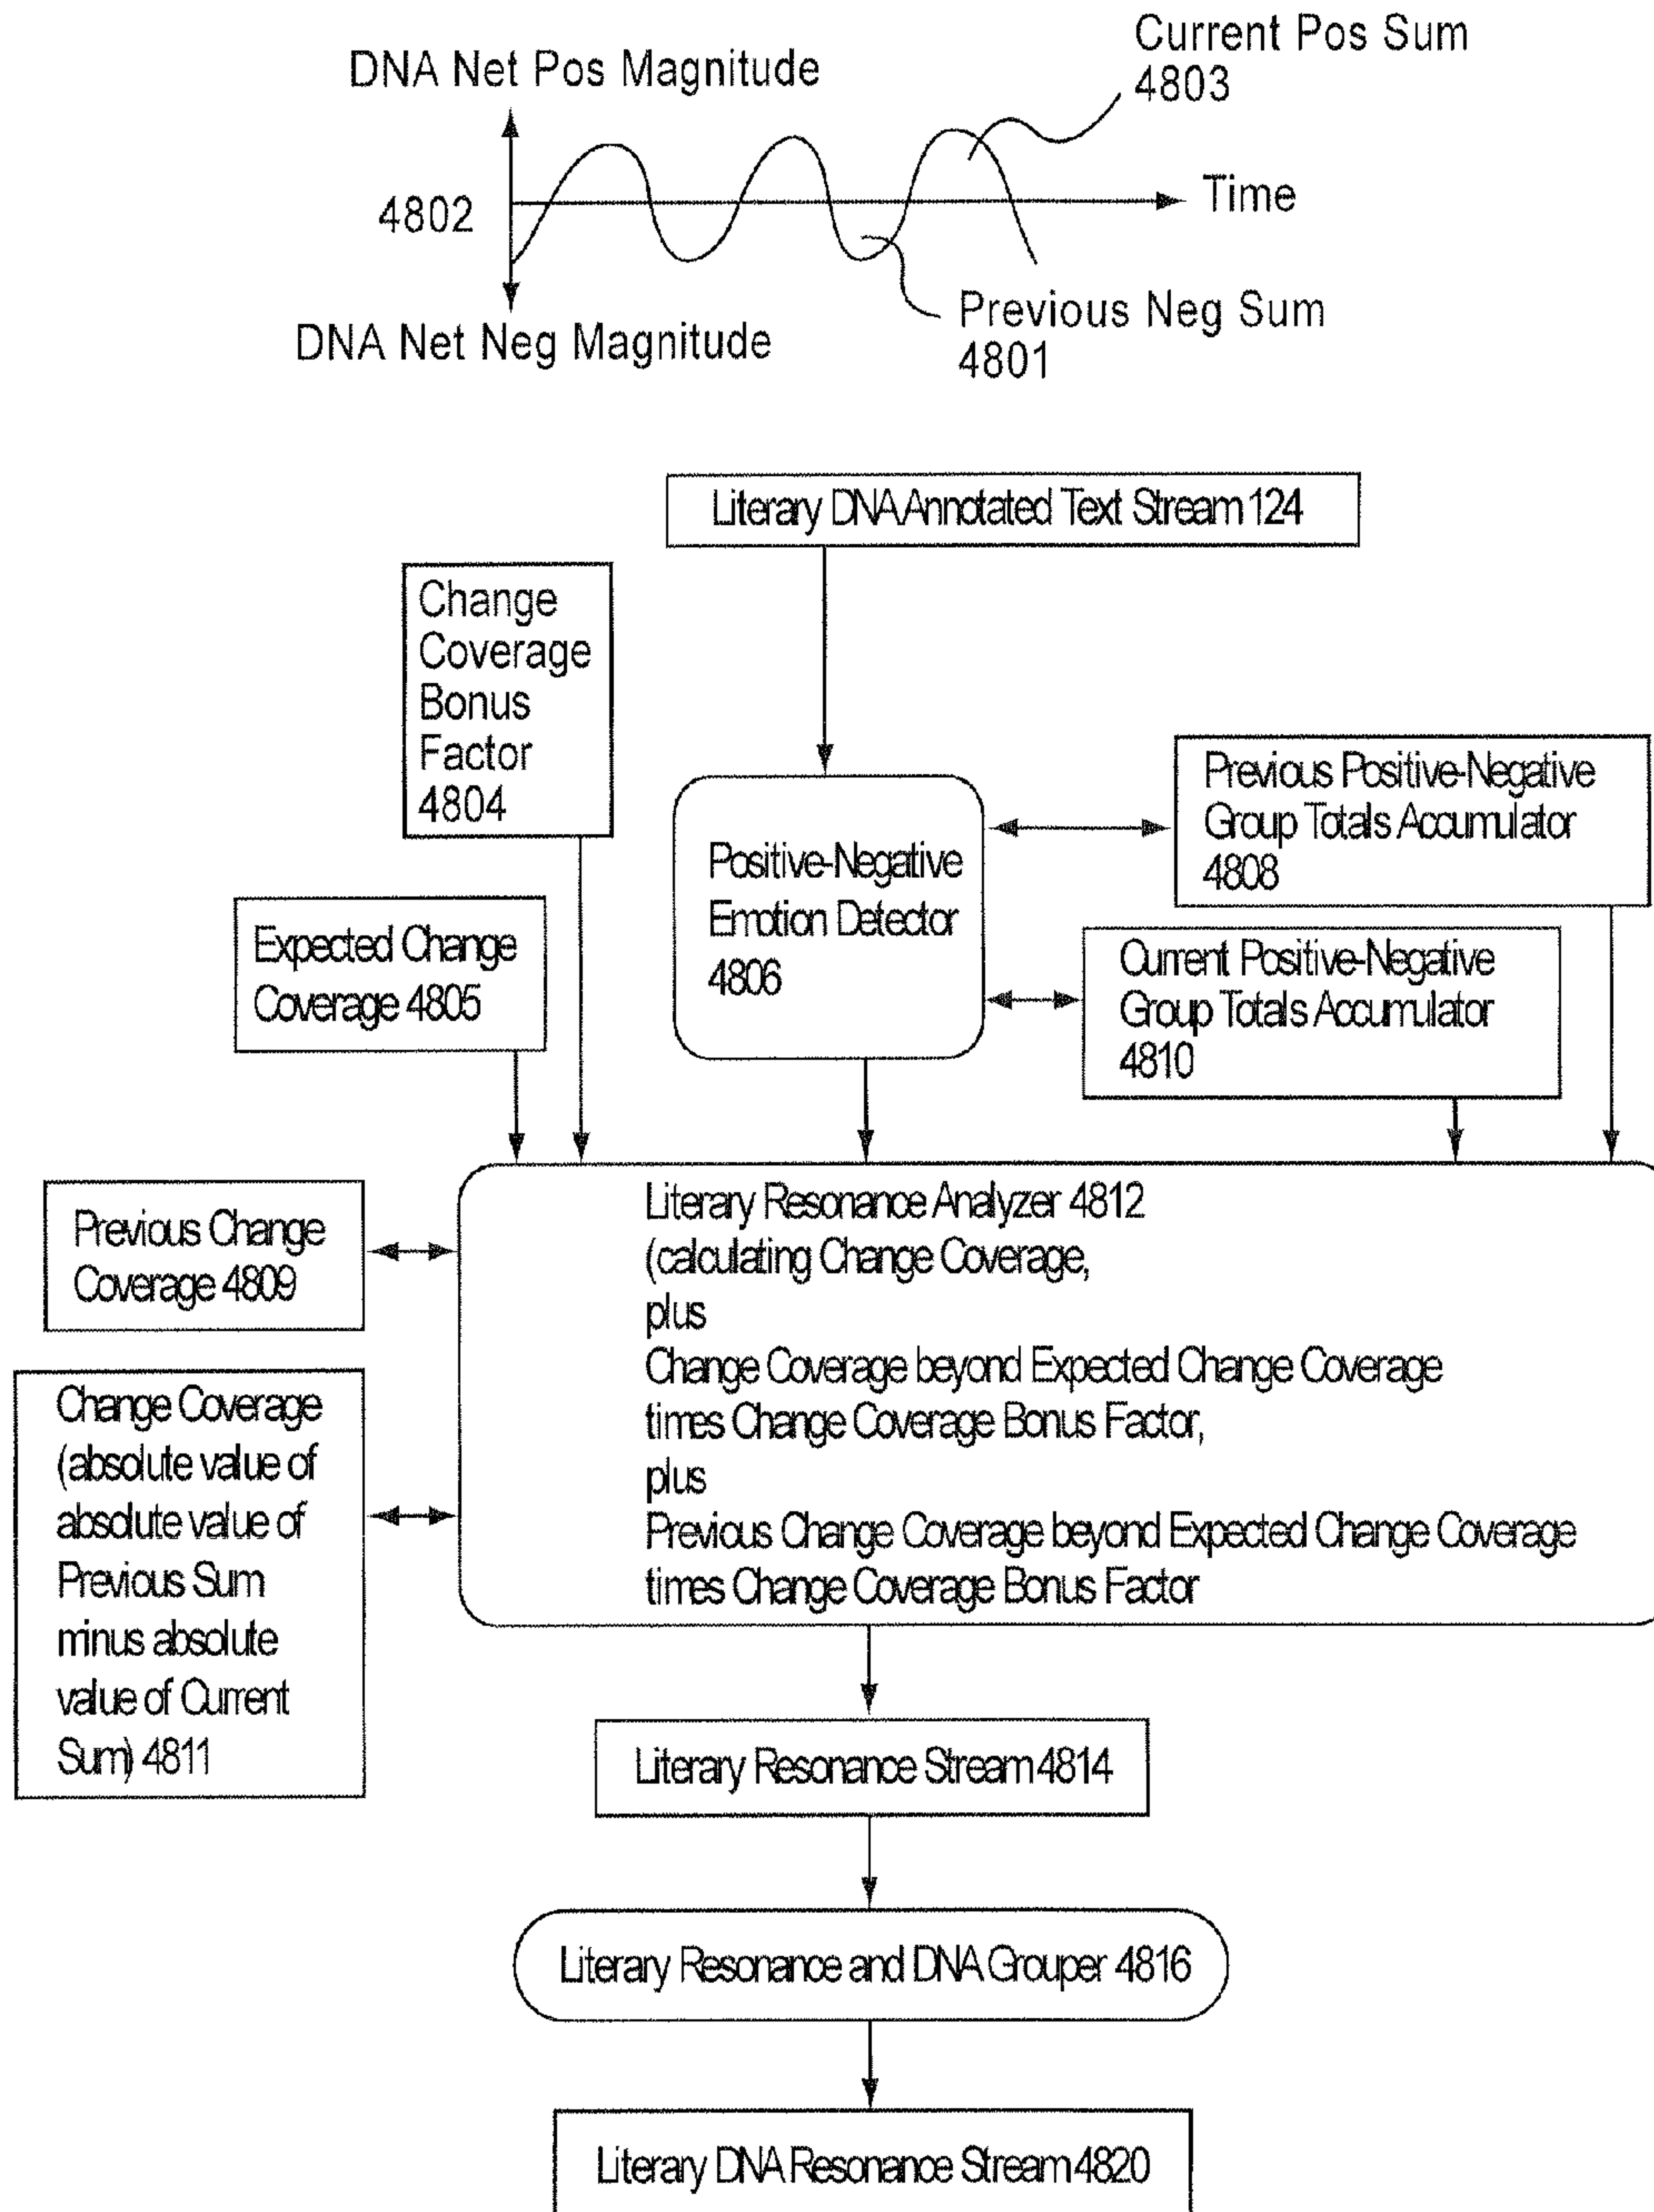 Current Pos Sum
4803
DNA Net Pos Magnitude
4802
Time
Previous Neg Sum
4801
DNA Net Neg Magnitude
Literary DNA Annotated Text Stream 124
Change
Coverage
Bonus
Factor
4804
Previous Positive-Negative
Group Totals Accumulator
4808
Positive-Negative
Emotion Detector
4806
Expected Change
Coverage 4805
Current Positive-Negative
Group Totals Accumulator
4810
Previous Change
Coverage 4809
Literary Resonance Analyzer 4812
(calculating Change Coverage,
plus
Change Coverage beyond Expected Change Coverage
times Change Coverage Bonus Factor,
plus
Previous Change Coverage beyond Expected Change Coverage
times Change Coverage Bonus Factor
Change Coverage
(absolute value of
absolute value of
Previous Sum
minus absolute
value of Current
Sum) 4811
Literary Resonance Stream 4814
Literary Resonance and DNA Grouper 4816
Literary DNA Resonance Stream 4820